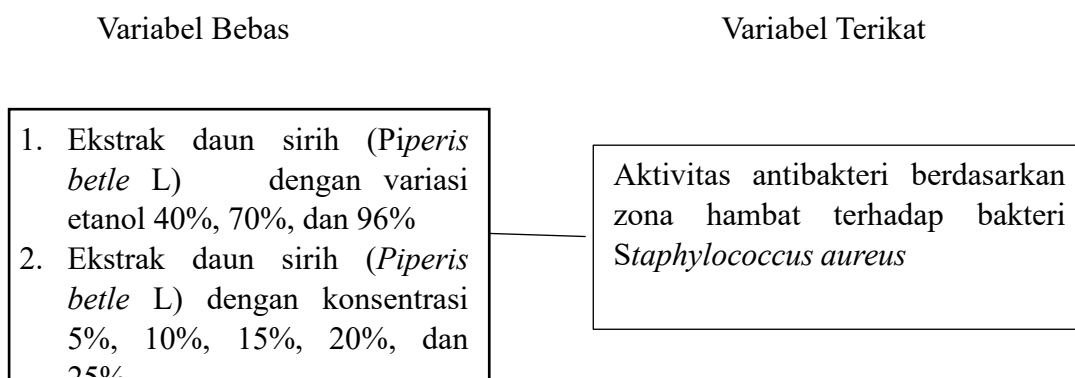 Variabel Bebas
Variabel Terikat
1. Ekstrak daun sirih (Piperis
betle L) dengan variasi
etanol 40%, 70%, dan 96%
2. Ekstrak daun sirih (Piperis
betle L) dengan konsentrasi
5%, 10%, 15%, 20%, dan
25%
Aktivitas antibakteri berdasarkan
zona hambat terhadap bakteri
Staphylococcus aureus